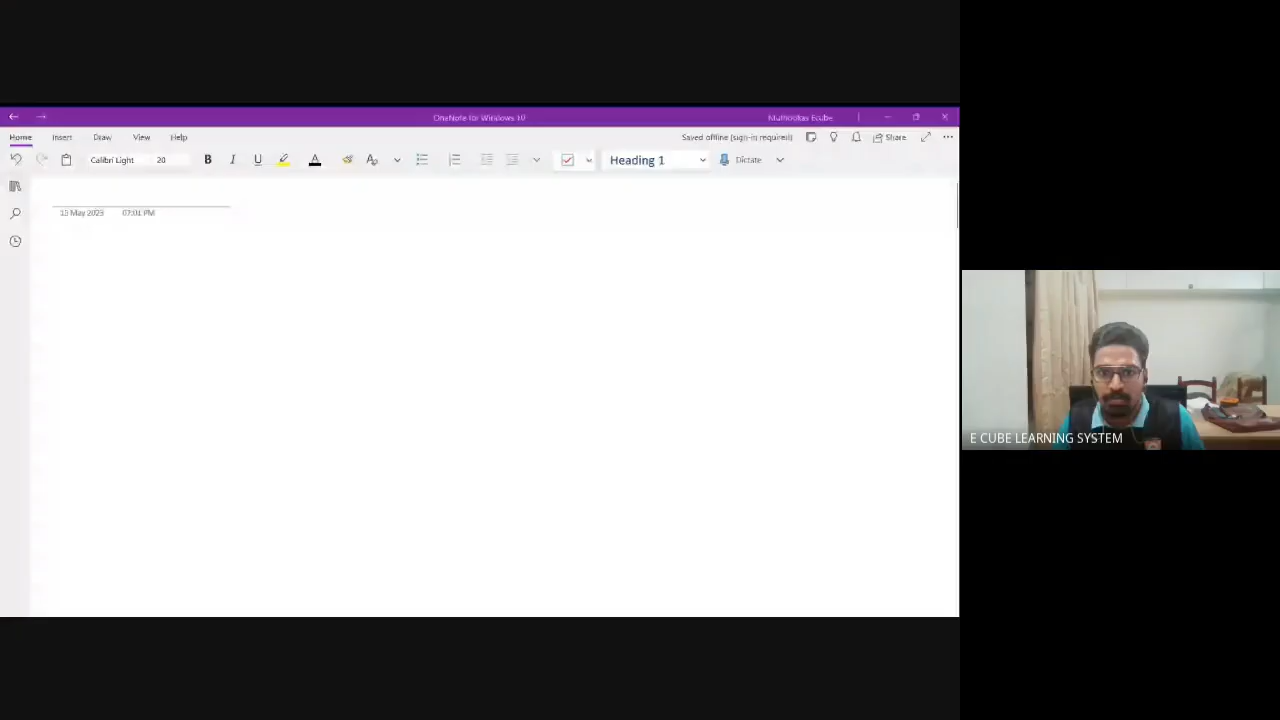 OneNote for Windows 10
Home Insert Draw View Help
Saved offline (sign-in required)
Share
Calibri Light 20 B I U A Heading 1 Dictate
May 2023 07:01 PM
E CUBE LEARNING SYSTEM